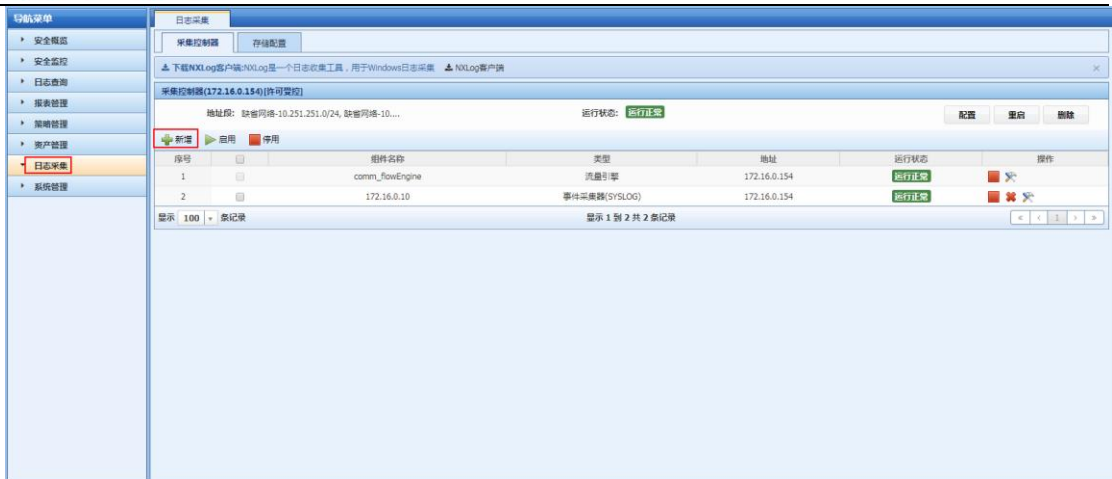 导航菜单
日志采集
安全概览
安全监控
日志查询
报表管理
策略管理
资产管理
日志采集
系统管理
采集控制器 存储配置
下载NXLog客户端:NXLog是一个日志收集工具，用于Windows日志采集 NXLog客户端
采集控制器(172.16.0.154)[许可受控]
地址段: 缺省网络-10.251.251.0/24, 缺省网络-10.... 运行状态: 运行正常 配置 重启 删除
新增 启用 停用
序号 组件名称 类型 地址 运行状态 操作
1 comm_flowEngine 流量引擎 172.16.0.154 运行正常
2 172.16.0.10 事件采集器(SYSLOG) 172.16.0.154 运行正常
显示 100 条记录 显示 1 到 2 共 2 条记录 « ‹ 1 › »